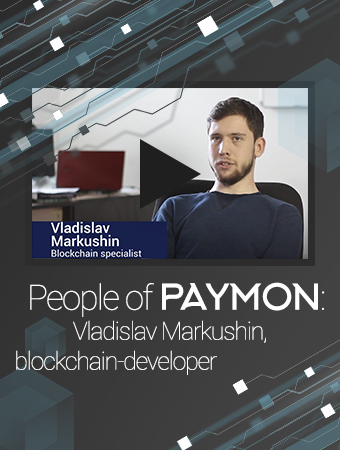 Vladislav
Markushin
Blockchain specialist
People of PAYMON:
Vladislav Markushin,
blockchain-developer